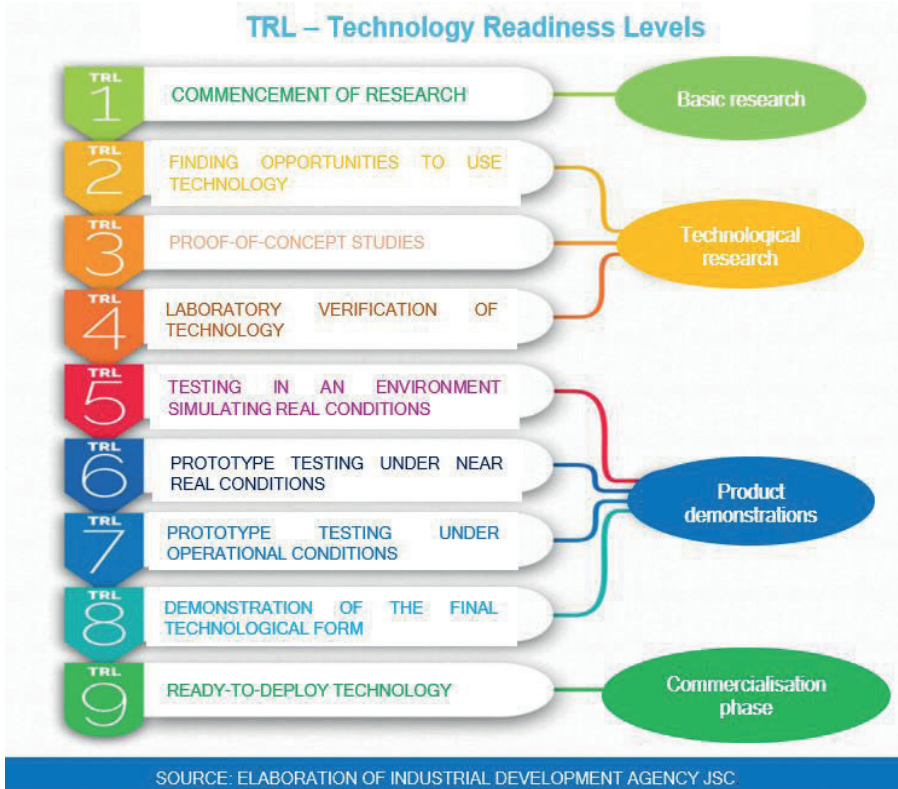 TRL – Technology Readiness Levels
TRL
1
COMMENCEMENT OF RESEARCH
Basic research
TRL
2
FINDING OPPORTUNITIES TO USE
TECHNOLOGY
TRL
3
PROOF-OF-CONCEPT STUDIES
Technological
research
TRL
4
LABORATORY VERIFICATION OF
TECHNOLOGY
TRL
5
TESTING IN AN ENVIRONMENT
SIMULATING REAL CONDITIONS
TRL
6
PROTOTYPE TESTING UNDER NEAR
REAL CONDITIONS
Product
demonstrations
TRL
7
PROTOTYPE TESTING UNDER
OPERATIONAL CONDITIONS
TRL
8
DEMONSTRATION OF THE FINAL
TECHNOLOGICAL FORM
TRL
9
READY-TO-DEPLOY TECHNOLOGY
Commercialisation
phase
SOURCE: ELABORATION OF INDUSTRIAL DEVELOPMENT AGENCY JSC